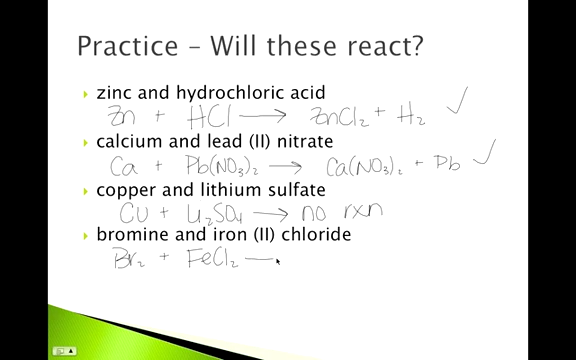 Practice – Will these react?
zinc and hydrochloric acid
Zn + HCl → ZnCl₂ + H₂ ✓
calcium and lead (II) nitrate
Ca + Pb(NO₃)₂ → Ca(NO₃)₂ + Pb ✓
copper and lithium sulfate
Cu + Li₂SO₄ → no rxn
bromine and iron (II) chloride
Br₂ + FeCl₂ —